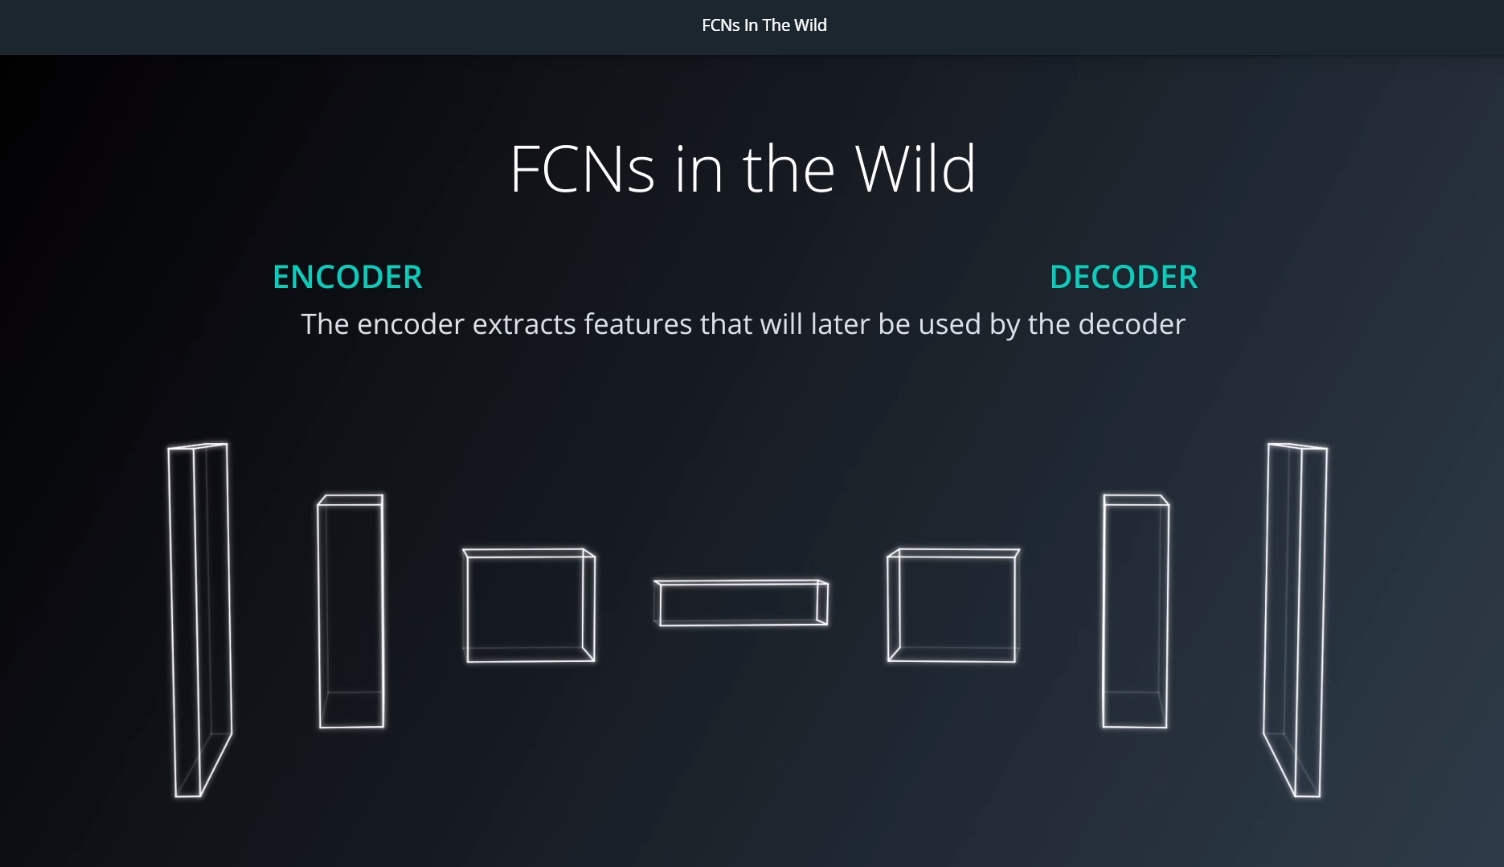 FCNs In The Wild
FCNs in the Wild
ENCODER DECODER
The encoder extracts features that will later be used by the decoder